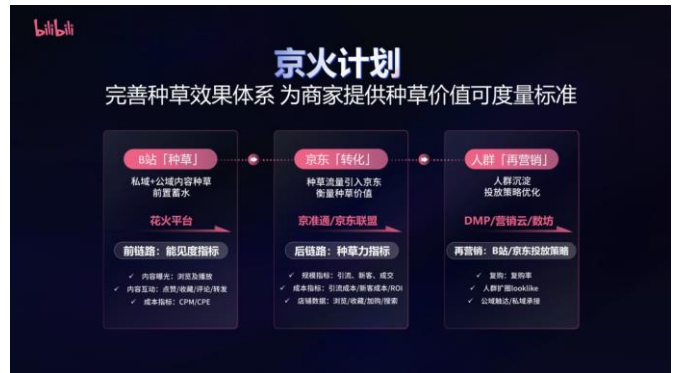 bilibili
京火计划
完善种草效果体系 为商家提供种草价值可度量标准
B站「种草」
私域+公域内容种草
前置蓄水
花火平台
前链路：能见度指标
✓ 内容曝光：浏览及播放
✓ 内容互动：点赞/收藏/评论/转发
✓ 成本指标：CPM/CPE
京东「转化」
种草流量引入京东
衡量种草价值
京准通/京东联盟
后链路：种草力指标
✓ 规模指标：引流、新客、成交
✓ 成本指标：引流成本/新客成本/ROI
✓ 店铺数据：浏览/收藏/加购/搜索
人群「再营销」
人群沉淀
投放策略优化
DMP/营销云/数坊
再营销：B站/京东投放策略
✓ 复购：复购率
✓ 人群扩圈looklike
✓ 公域触达/私域承接